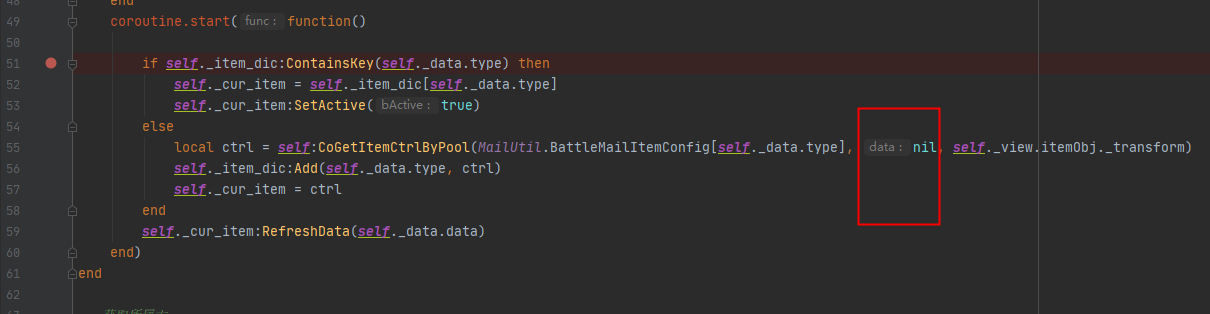 48 end
49 coroutine.start( func: function()
50
51 if self._item_dic:ContainsKey(self._data.type) then
52 self._cur_item = self._item_dic[self._data.type]
53 self._cur_item:SetActive( bActive: true)
54 else
55 local ctrl = self:CoGetItemCtrlByPool(MailUtil.BattleMailItemConfig[self._data.type], data: nil, self._view.itemObj._transform)
56 self._item_dic:Add(self._data.type, ctrl)
57 self._cur_item = ctrl
58 end
59 self._cur_item:RefreshData(self._data.data)
60 end)
61 end
62